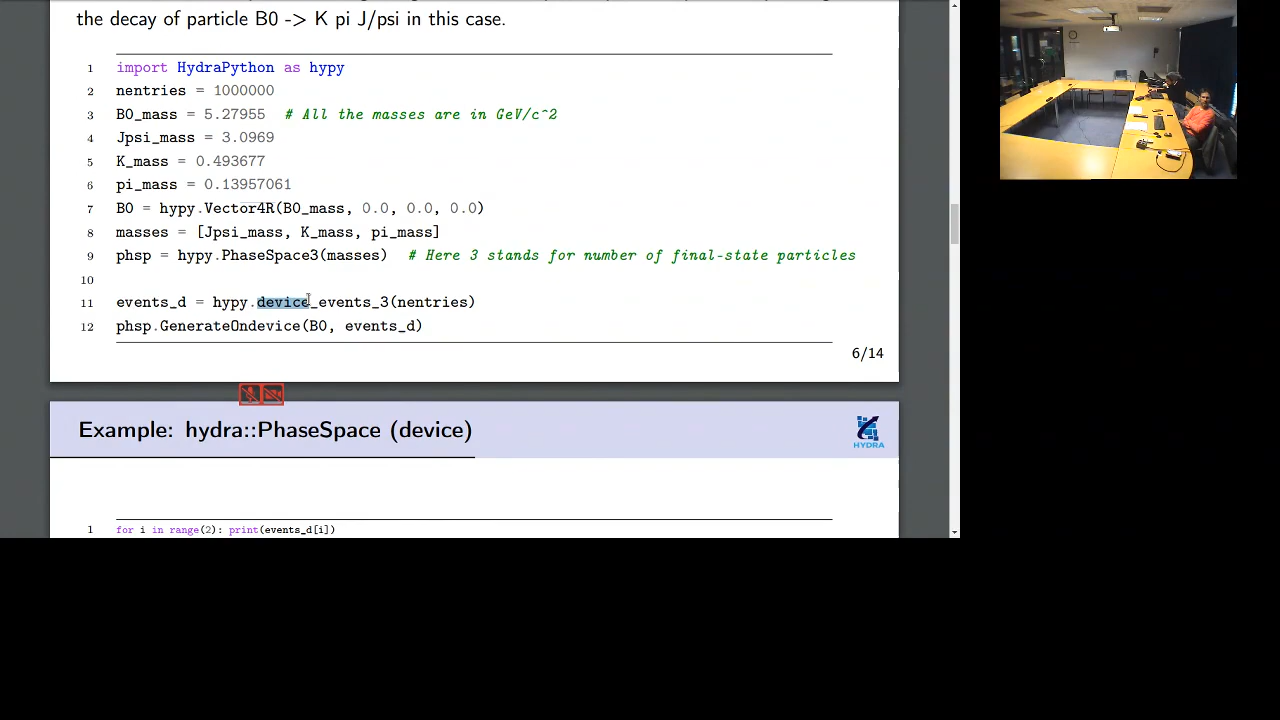 the decay of particle B0 -> K pi J/psi in this case.
1 import HydraPython as hypy
2 nentries = 1000000
3 B0_mass = 5.27955 # All the masses are in GeV/c^2
4 Jpsi_mass = 3.0969
5 K_mass = 0.493677
6 pi_mass = 0.13957061
7 B0 = hypy.Vector4R(B0_mass, 0.0, 0.0, 0.0)
8 masses = [Jpsi_mass, K_mass, pi_mass]
9 phsp = hypy.PhaseSpace3(masses) # Here 3 stands for number of final-state particles
10
11 events_d = hypy.device_events_3(nentries)
12 phsp.GenerateOndevice(B0, events_d)
6/14
Example: hydra::PhaseSpace (device)
HYDRA
1 for i in range(2): print(events_d[i])